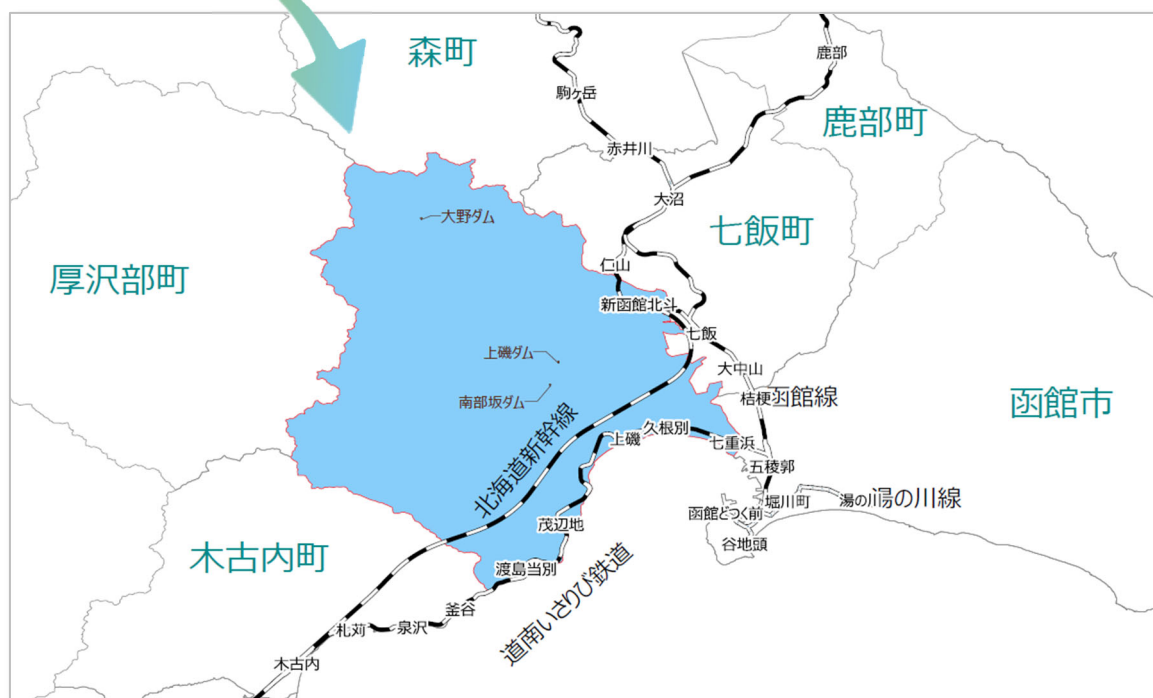 森町
鹿部
駒ヶ岳
鹿部町
赤井川
大沼
大野ダム
七飯町
厚沢部町
仁山
新函館北斗
七飯
上磯ダム
大中山
南部坂ダム
桔梗
函館線
函館市
北海道新幹線
久根別
上磯
七重浜
五稜郭
函館どつく前
堀川町
湯の川
湯の川線
茂辺地
谷地頭
木古内町
渡島当別
道南いさりび鉄道
釜谷
札苅
泉沢
木古内